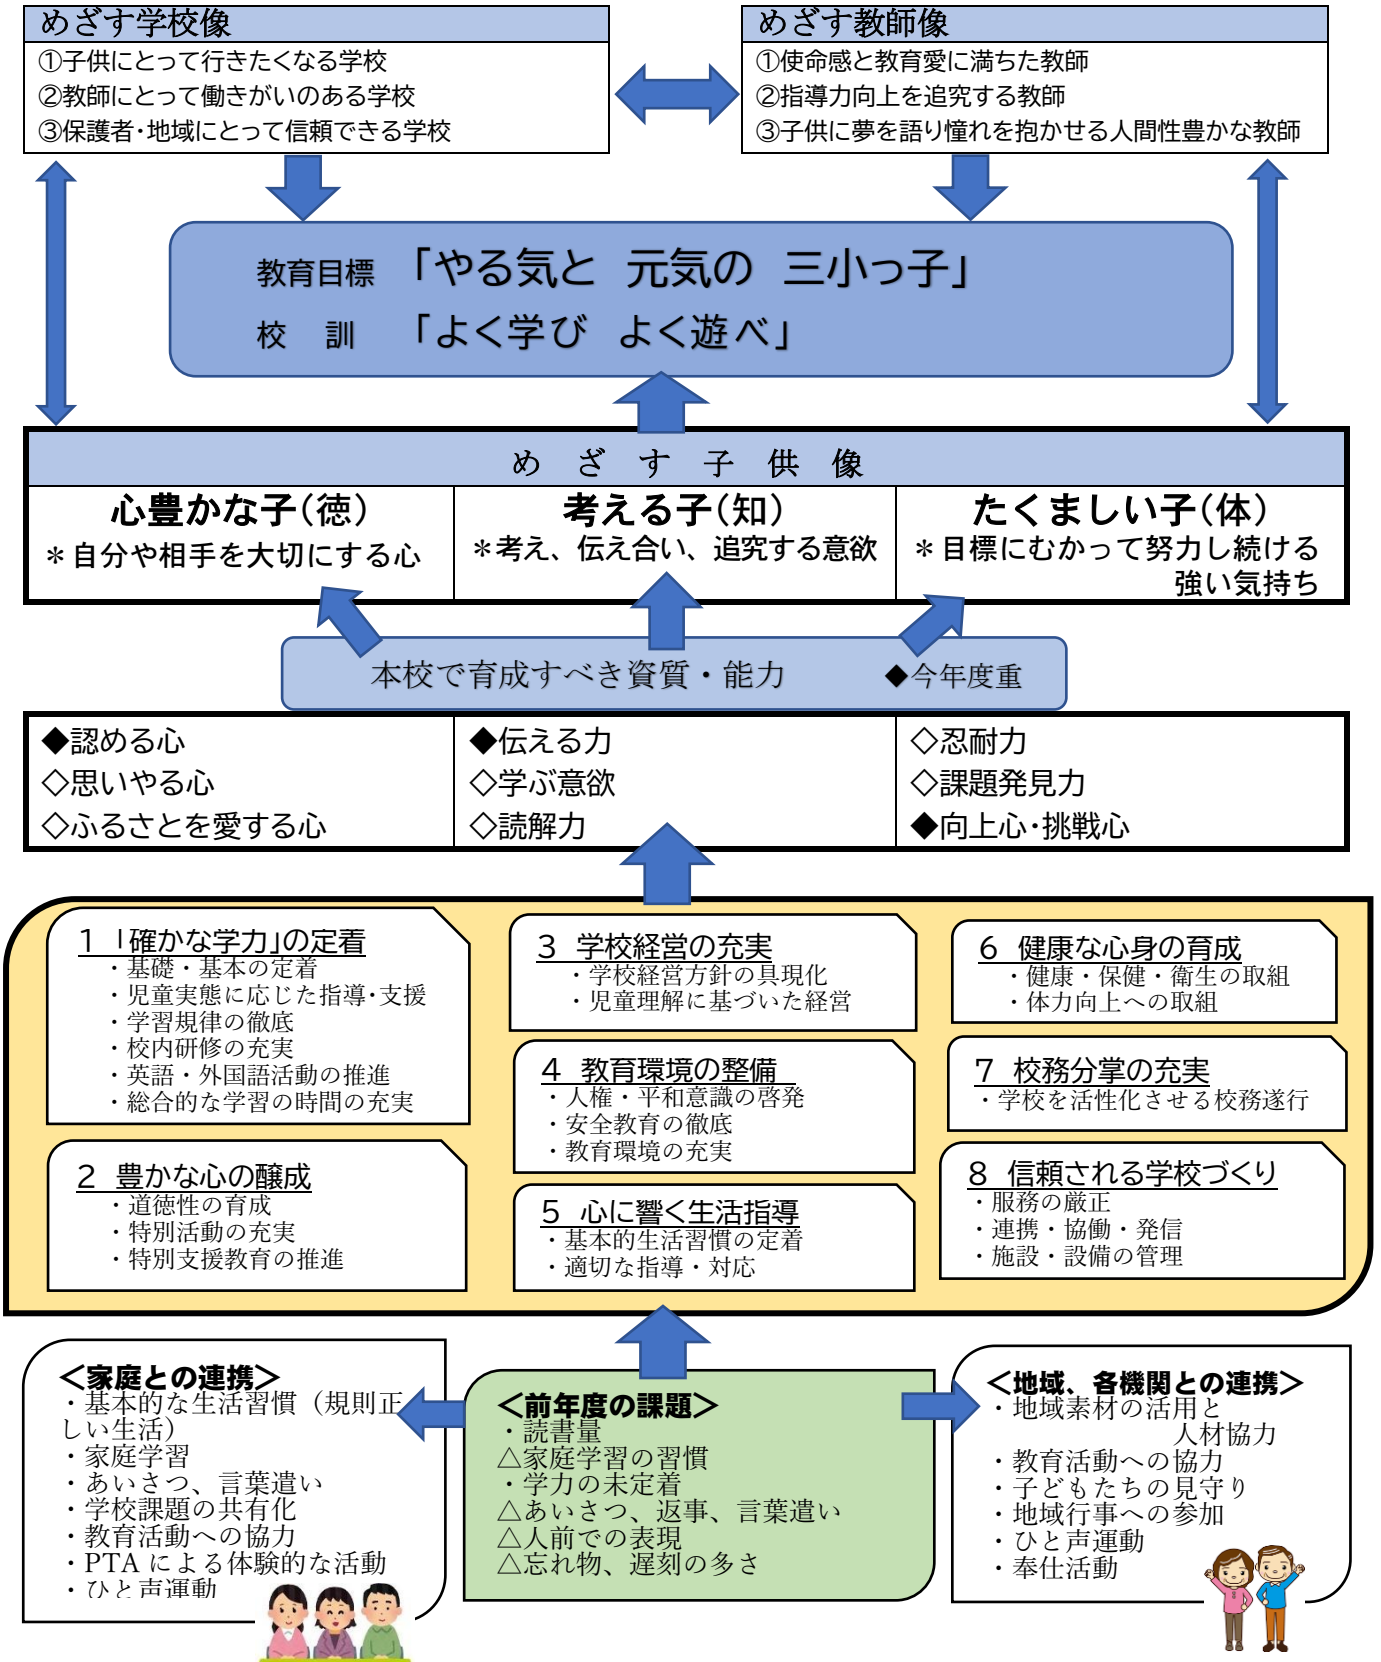 めざす学校像
①子供にとって行きたくなる学校
②教師にとって働きがいのある学校
③保護者・地域にとって信頼できる学校
めざす教師像
①使命感と教育愛に満ちた教師
②指導力向上を追究する教師
③子供に夢を語り憧れを抱かせる人間性豊かな教師
教育目標 「やる気と 元気の 三小っ子」
校 訓 「よく学び よく遊べ」
め ざ す 子 供 像
心豊かな子(徳)
＊自分や相手を大切にする心
考える子(知)
＊考え、伝え合い、追究する意欲
たくましい子(体)
＊目標にむかって努力し続ける
強い気持ち
本校で育成すべき資質・能力 ◆今年度重
◆認める心
◇思いやる心
◇ふるさとを愛する心
◆伝える力
◇学ぶ意欲
◇読解力
◇忍耐力
◇課題発見力
◆向上心・挑戦心
1 「確かな学力」の定着
・基礎・基本の定着
・児童実態に応じた指導・支援
・学習規律の徹底
・校内研修の充実
・英語・外国語活動の推進
・総合的な学習の時間の充実
2 豊かな心の醸成
・道徳性の育成
・特別活動の充実
・特別支援教育の推進
3 学校経営の充実
・学校経営方針の具現化
・児童理解に基づいた経営
4 教育環境の整備
・人権・平和意識の啓発
・安全教育の徹底
・教育環境の充実
5 心に響く生活指導
・基本的生活習慣の定着
・適切な指導・対応
6 健康な心身の育成
・健康・保健・衛生の取組
・体力向上への取組
7 校務分掌の充実
・学校を活性化させる校務遂行
8 信頼される学校づくり
・服務の厳正
・連携・協働・発信
・施設・設備の管理
＜家庭との連携＞
・基本的な生活習慣（規則正
しい生活）
・家庭学習
・あいさつ、言葉遣い
・学校課題の共有化
・教育活動への協力
・PTA による体験的な活動
・ひと声運動
＜前年度の課題＞
・読書量
△家庭学習の習慣
・学力の未定着
△あいさつ、返事、言葉遣い
△人前での表現
△忘れ物、遅刻の多さ
＜地域、各機関との連携＞
・地域素材の活用と
人材協力
・教育活動への協力
・子どもたちの見守り
・地域行事への参加
・ひと声運動
・奉仕活動